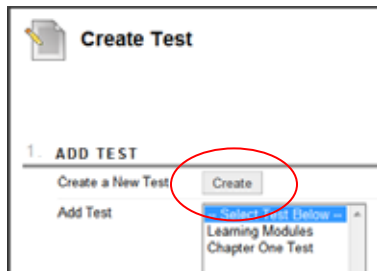 Create Test
1. ADD TEST
Create a New Test Create
Add Test -- Select Test Below --
Learning Modules
Chapter One Test